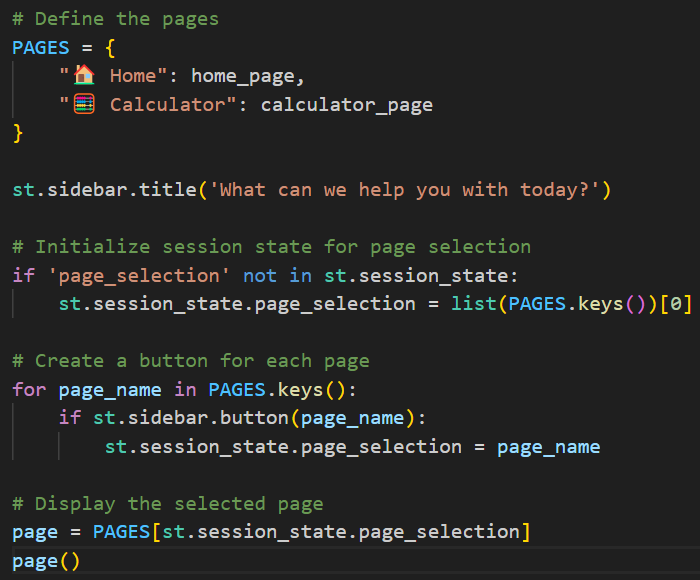 # Define the pages
PAGES = {
    "🏠 Home": home_page,
    "🧮 Calculator": calculator_page
}
st.sidebar.title('What can we help you with today?')
# Initialize session state for page selection
if 'page_selection' not in st.session_state:
    st.session_state.page_selection = list(PAGES.keys())[0]
# Create a button for each page
for page_name in PAGES.keys():
    if st.sidebar.button(page_name):
        st.session_state.page_selection = page_name
# Display the selected page
page = PAGES[st.session_state.page_selection]
page()